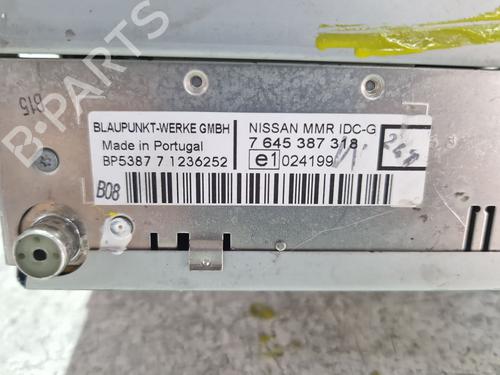 B-Parts
815
BLAUPUNKT-WERKE GMBH
Made in Portugal
BP5387 7 1236252
NISSAN MMR IDC-G
7 645 387 318
e1 024199
B08